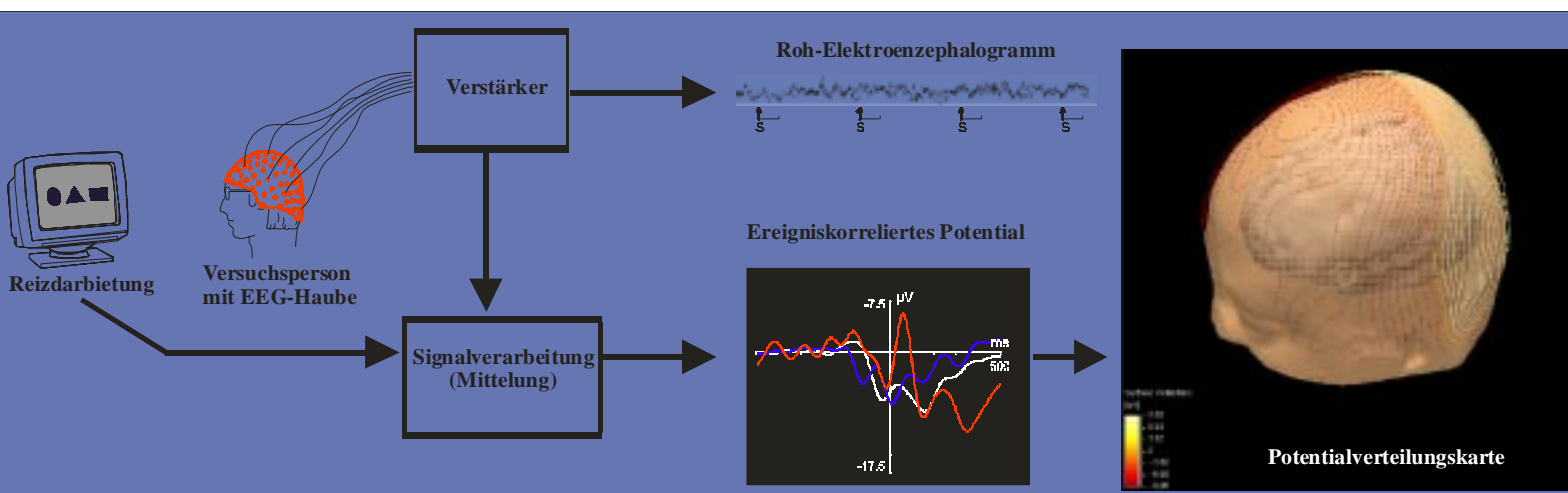 Roh-Elektroenzephalogramm
Verstärker
S S S S
Reizdarbietung
Versuchsperson
mit EEG-Haube
Signalverarbeitung
(Mittelung)
Ereigniskorreliertes Potential
-7.5 µV
ms
500
-17.5
Potentialverteilungskarte